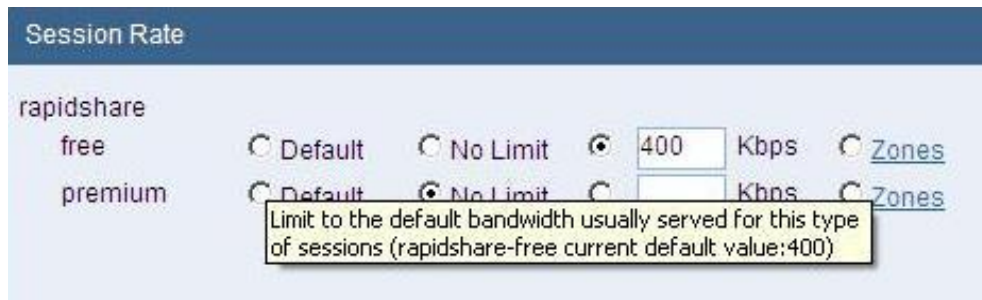 Session Rate
rapidshare
free Default No Limit 400 Kbps Zones
premium Default No Limit Kbps Zones
Limit to the default bandwidth usually served for this type
of sessions (rapidshare-free current default value:400)